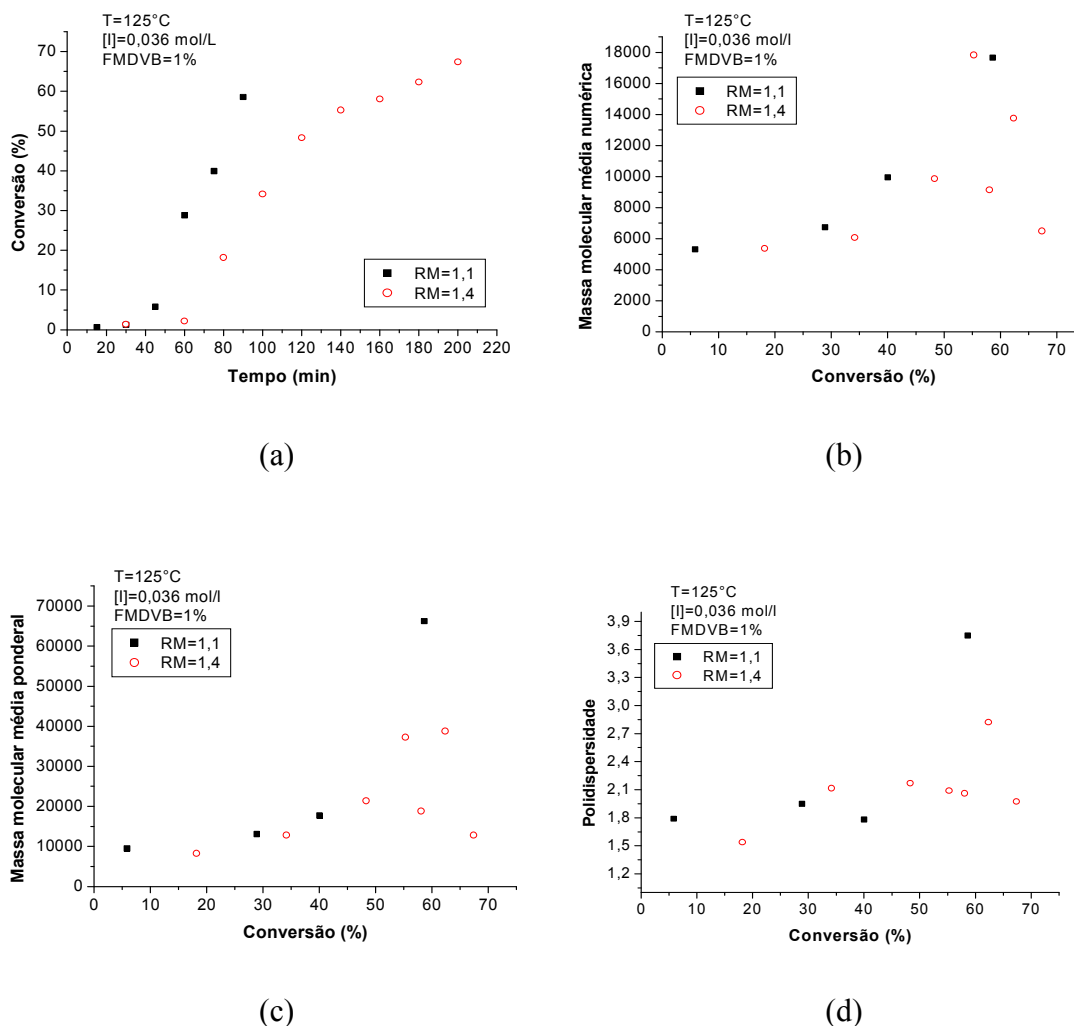 T=125°C
[I]=0,036 mol/L
FMDVB=1%
70
60
50
40
30
20
10
0
Conversão (%)
RM=1,1
RM=1,4
0 20 40 60 80 100 120 140 160 180 200 220
Tempo (min)
(a)
T=125°C
[I]=0,036 mol/l
FMDVB=1%
18000
16000
14000
12000
10000
8000
6000
4000
2000
0
Massa molecular média numérica
RM=1,1
RM=1,4
0 10 20 30 40 50 60 70
Conversão (%)
(b)
T=125°C
[I]=0,036 mol/l
FMDVB=1%
70000
60000
50000
40000
30000
20000
10000
0
Massa molecular média ponderal
RM=1,1
RM=1,4
0 10 20 30 40 50 60 70
Conversão (%)
(c)
T=125°C
[I]=0,036 mol/l
FMDVB=1%
3,9
3,6
3,3
3,0
2,7
2,4
2,1
1,8
1,5
1,2
Polidispersidade
RM=1,1
RM=1,4
0 10 20 30 40 50 60 70
Conversão (%)
(d)